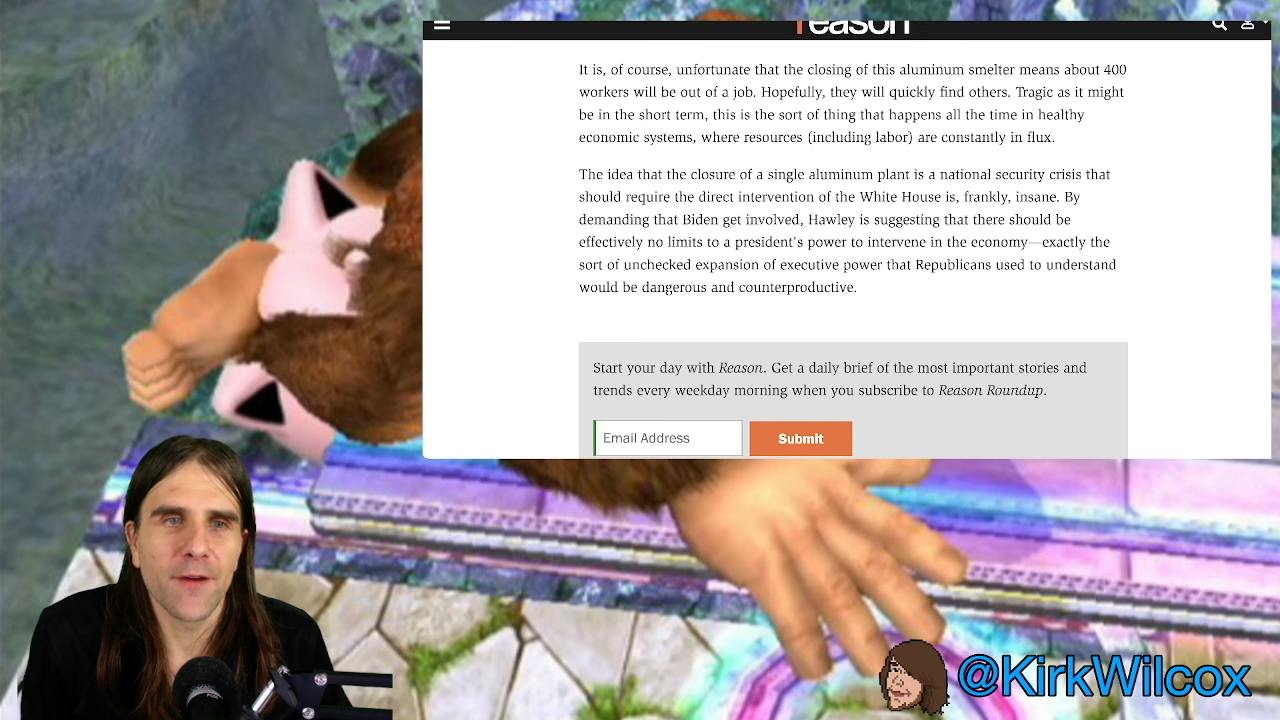 reason
It is, of course, unfortunate that the closing of this aluminum smelter means about 400
workers will be out of a job. Hopefully, they will quickly find others. Tragic as it might
be in the short term, this is the sort of thing that happens all the time in healthy
economic systems, where resources (including labor) are constantly in flux.
The idea that the closure of a single aluminum plant is a national security crisis that
should require the direct intervention of the White House is, frankly, insane. By
demanding that Biden get involved, Hawley is suggesting that there should be
effectively no limits to a president's power to intervene in the economy—exactly the
sort of unchecked expansion of executive power that Republicans used to understand
would be dangerous and counterproductive.
Start your day with Reason. Get a daily brief of the most important stories and
trends every weekday morning when you subscribe to Reason Roundup.
Email Address
Submit
@KirkWilcox